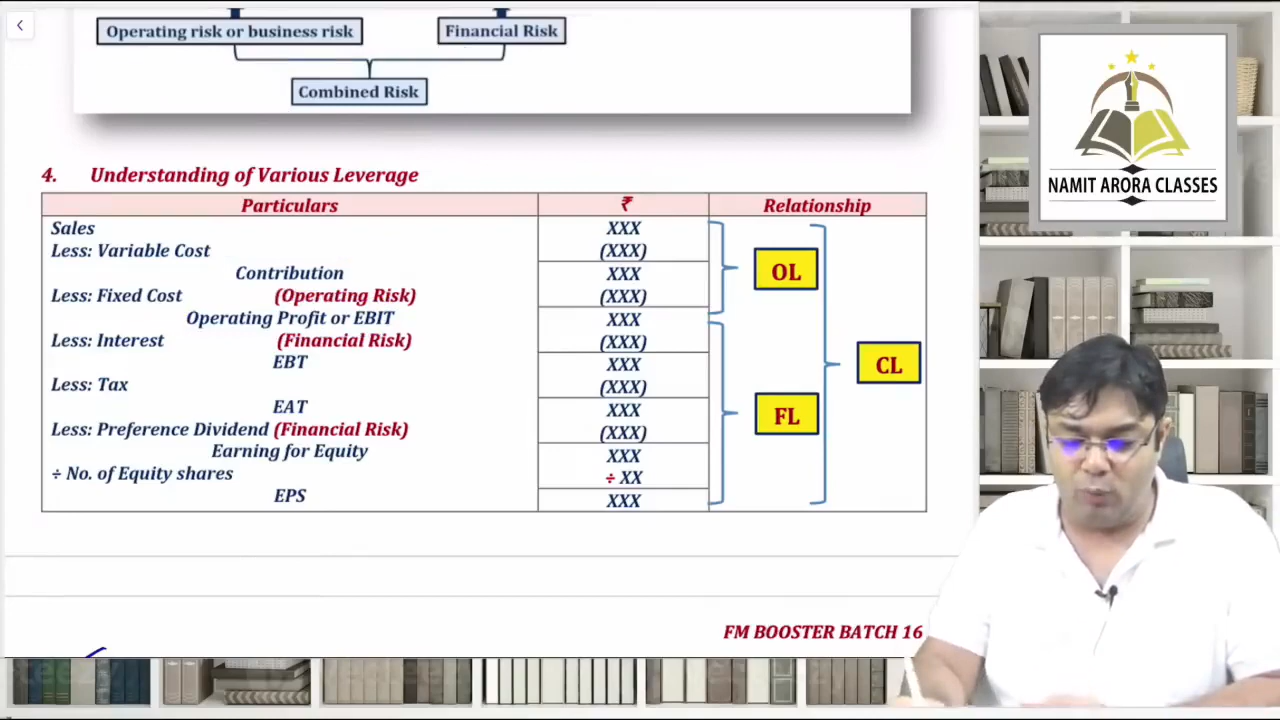 Operating risk or business risk
Financial Risk
Combined Risk
NAMIT ARORA CLASSES
4. Understanding of Various Leverage
Particulars ₹ Relationship
Sales XXX
Less: Variable Cost (XXX)
Contribution XXX
OL
Less: Fixed Cost (Operating Risk) (XXX)
Operating Profit or EBIT XXX
Less: Interest (Financial Risk) (XXX)
EBT XXX
CL
Less: Tax (XXX)
EAT XXX
FL
Less: Preference Dividend (Financial Risk) (XXX)
Earning for Equity XXX
÷ No. of Equity shares ÷ XX
EPS XXX
FM BOOSTER BATCH 16